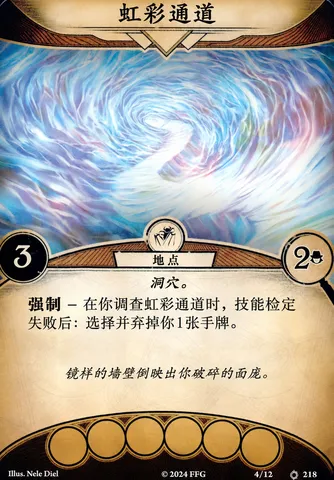 虹彩通道
3
地点
2
洞穴。
强制 – 在你调查虹彩通道时，技能检定
失败后：选择并弃掉你1张手牌。
镜样的墙壁倒映出你破碎的面庞。
Illus. Nele Diel
© 2024 FFG
4/12
218